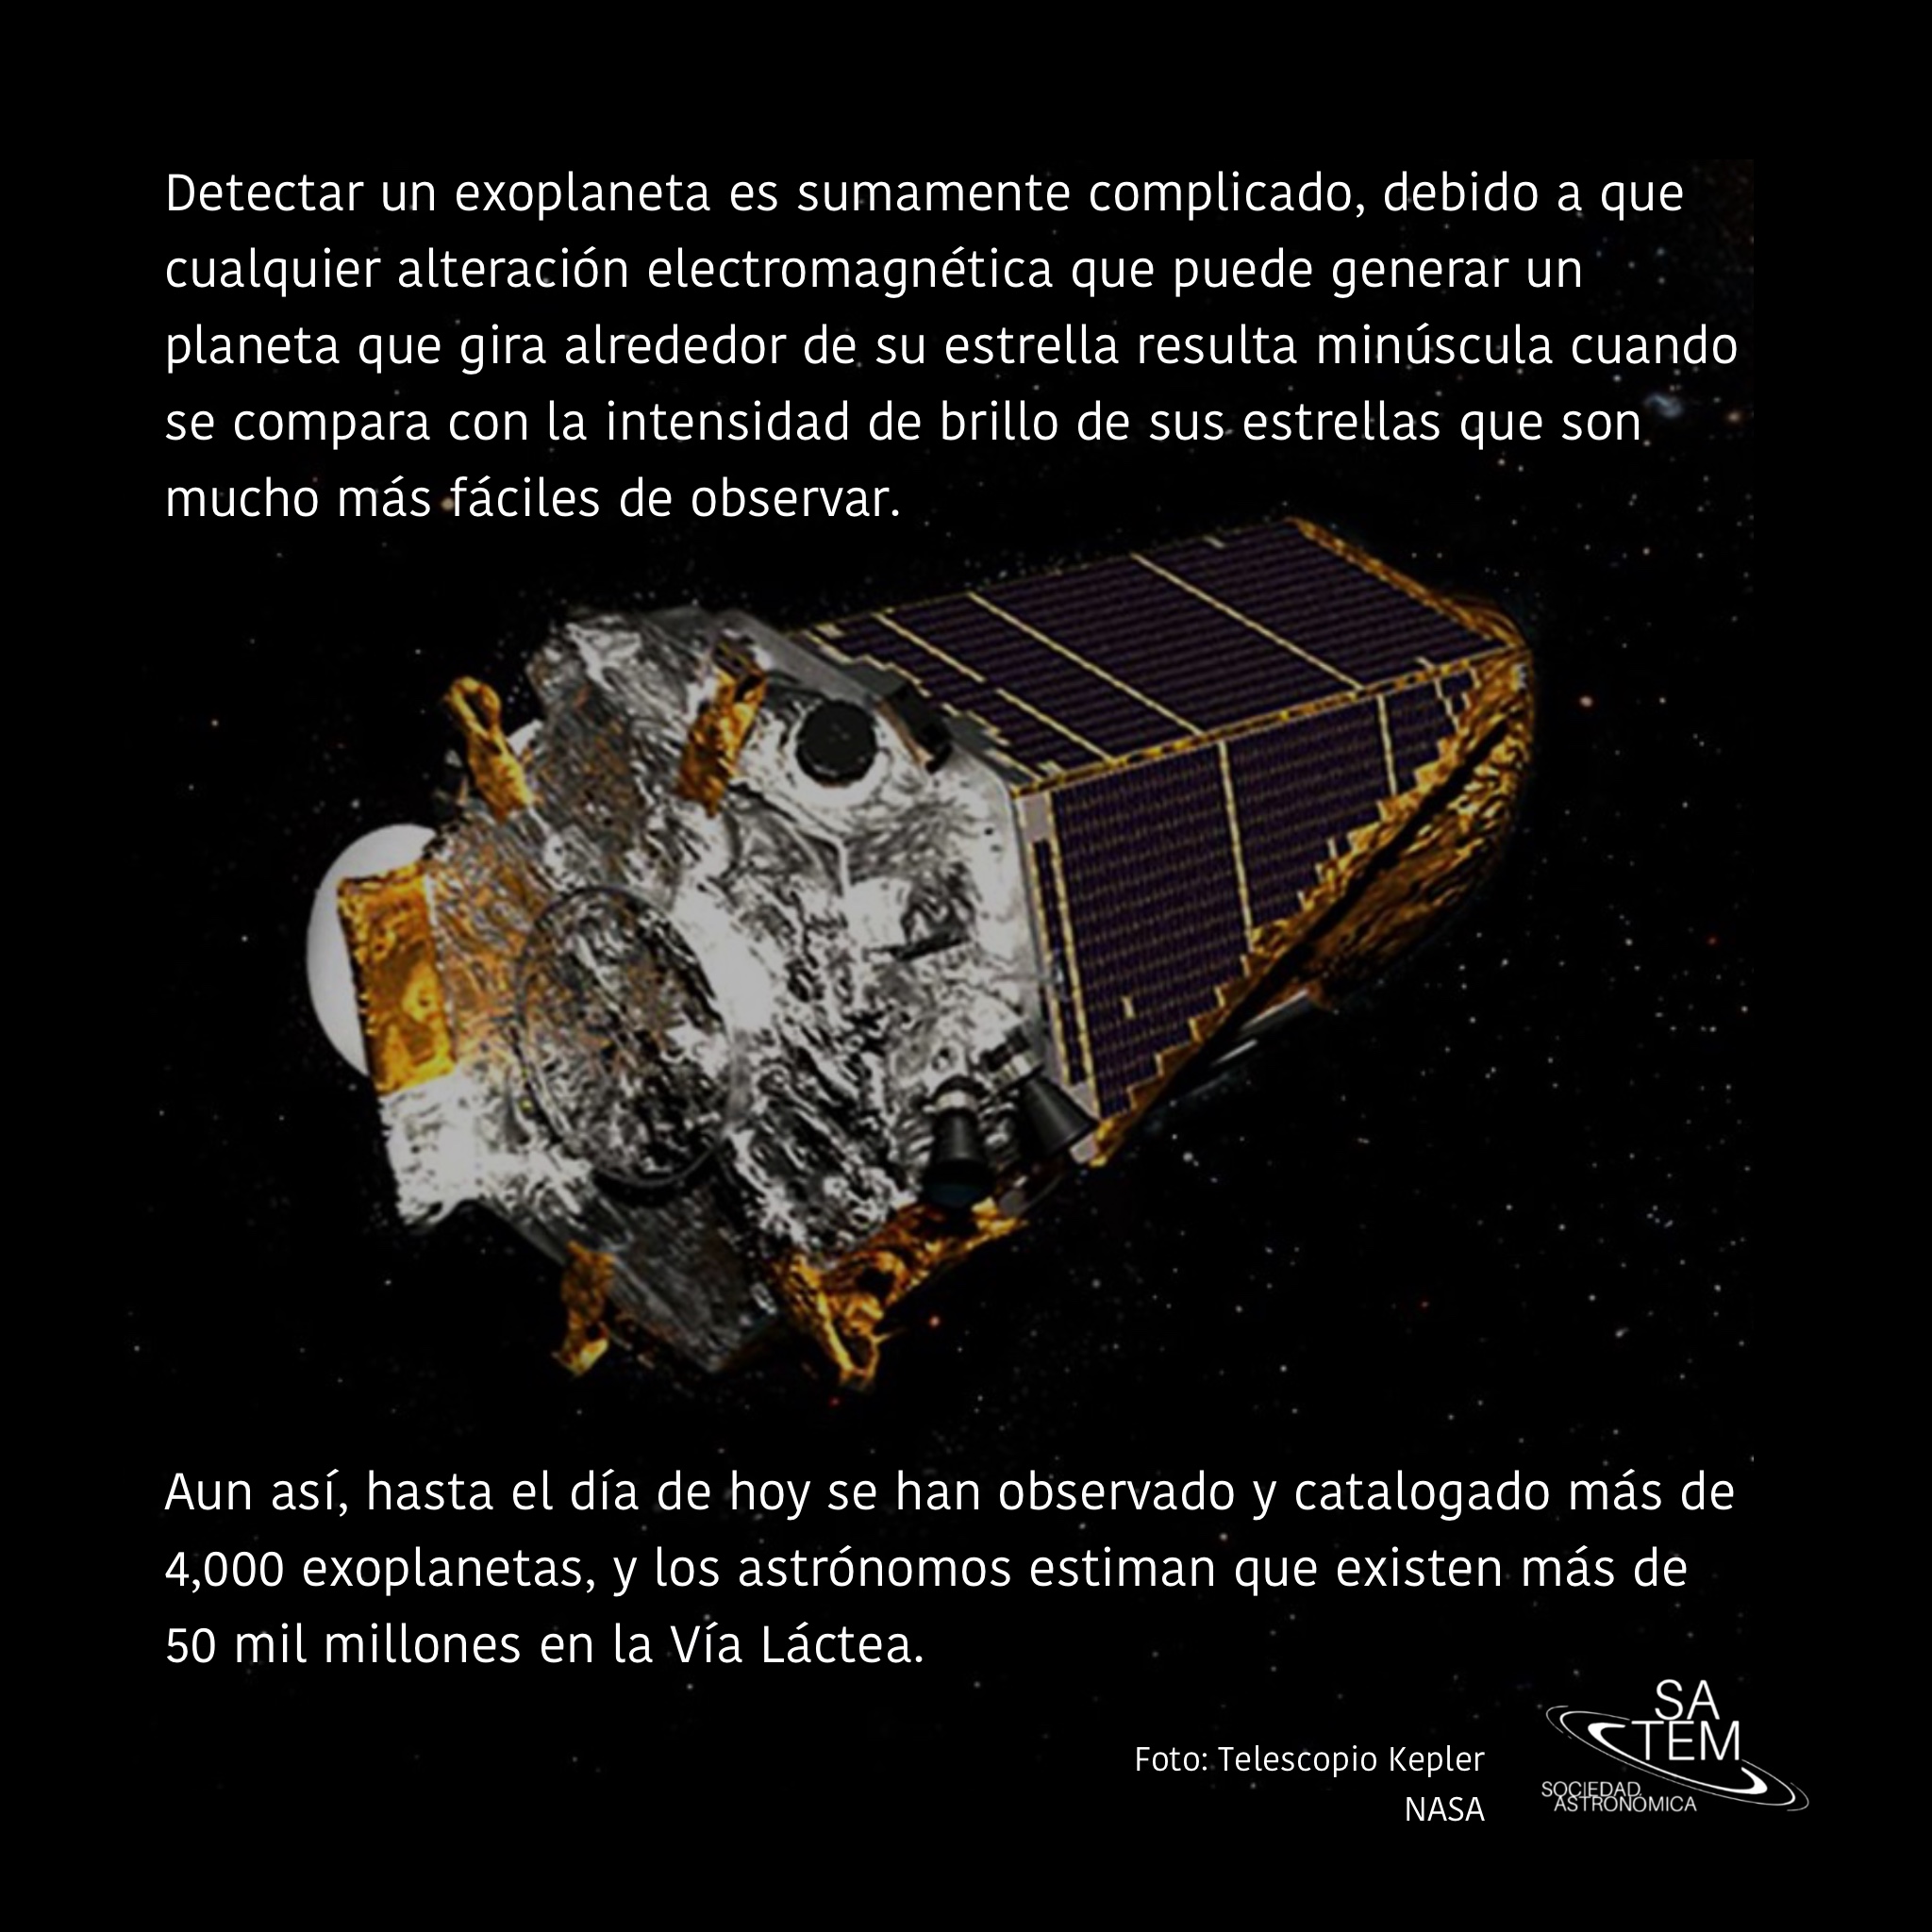 Detectar un exoplaneta es sumamente complicado, debido a que
cualquier alteración electromagnética que puede generar un
planeta que gira alrededor de su estrella resulta minúscula cuando
se compara con la intensidad de brillo de sus estrellas que son
mucho más fáciles de observar.
Aun así, hasta el día de hoy se han observado y catalogado más de
4,000 exoplanetas, y los astrónomos estiman que existen más de
50 mil millones en la Vía Láctea.
Foto: Telescopio Kepler
NASA
SA
TEM
SOCIEDAD
ASTRONÓMICA